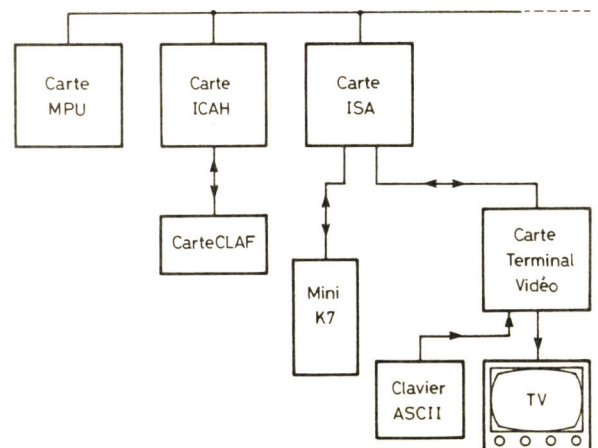 Carte
MPU
Carte
ICAH
Carte
ISA
CarteCLAF
Mini
K7
Carte
Terminal
Vidéo
Clavier
ASCII
TV